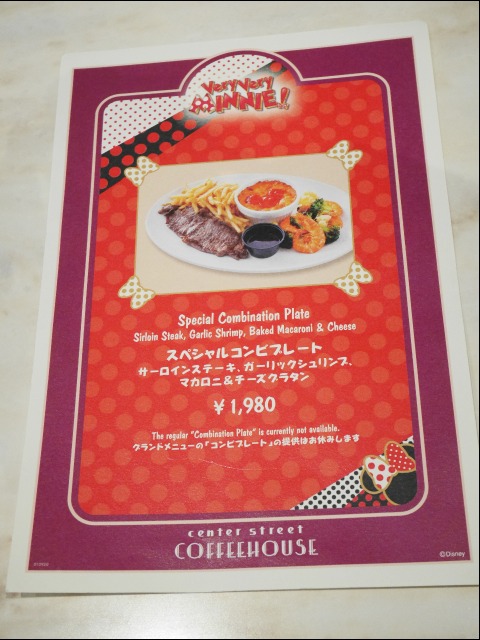 Very Very
MINNIE!
Special Combination Plate
Sirloin Steak, Garlic Shrimp, Baked Macaroni & Cheese
スペシャルコンビプレート
サーロインステーキ、ガーリックシュリンプ、
マカロニ&チーズグラタン
¥1,980
The regular "Combination Plate" is currently not available.
グランドメニューの「コンビプレート」の提供はお休みします
center street
COFFEEHOUSE
©Disney